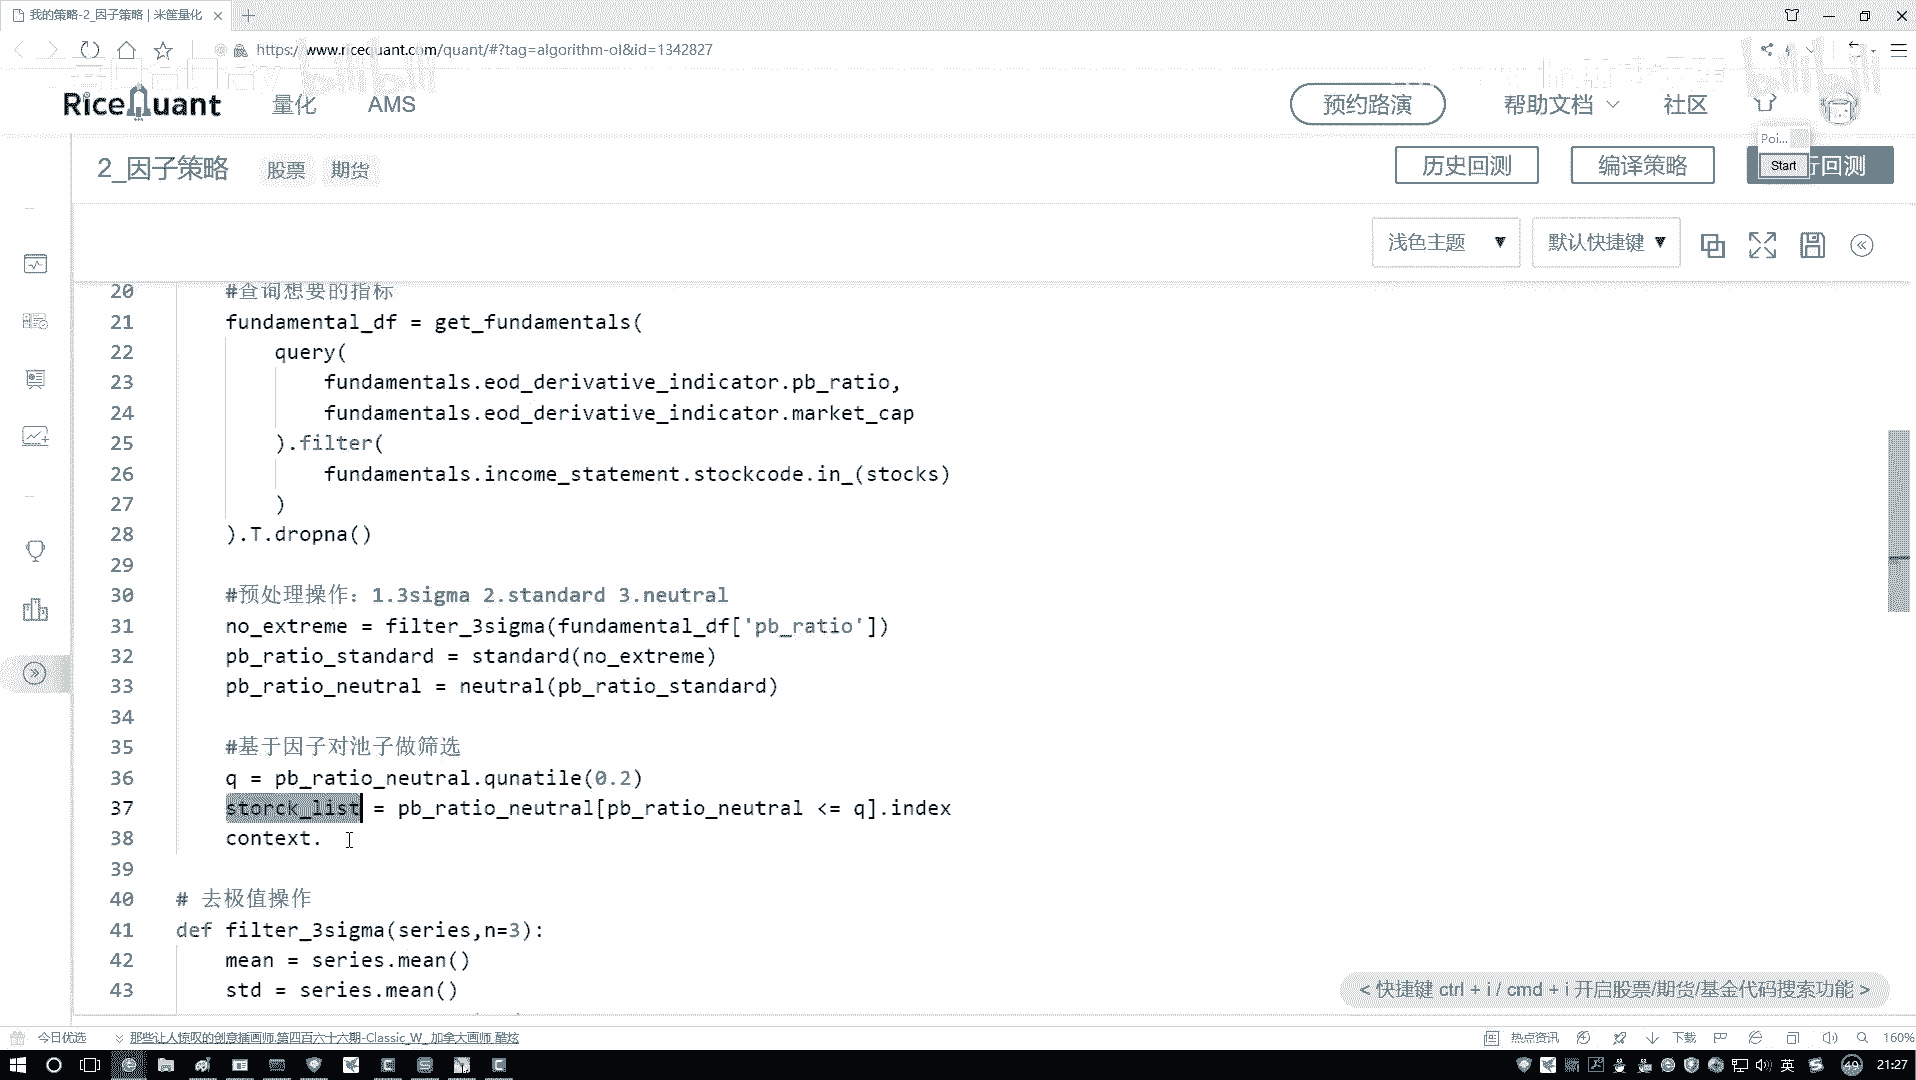 我的策略-2_因子策略 | 米筐量化
https://www.ricequant.com/quant/#?tag=algorithm-ol&id=1342827
bilibili
RiceQuant 量化 AMS 预约路演 帮助文档 社区
Poi...
Start
2_因子策略 股票 期货 历史回测 编译策略 行回测
浅色主题 默认快捷键
20 #查询想要的指标
21 fundamental_df = get_fundamentals(
22 query(
23 fundamentals.eod_derivative_indicator.pb_ratio,
24 fundamentals.eod_derivative_indicator.market_cap
25 ).filter(
26 fundamentals.income_statement.stockcode.in_(stocks)
27 )
28 ).T.dropna()
29
30 #预处理操作：1.3sigma 2.standard 3.neutral
31 no_extreme = filter_3sigma(fundamental_df['pb_ratio'])
32 pb_ratio_standard = standard(no_extreme)
33 pb_ratio_neutral = neutral(pb_ratio_standard)
34
35 #基于因子对池子做筛选
36 q = pb_ratio_neutral.qunatile(0.2)
37 storck_list = pb_ratio_neutral[pb_ratio_neutral <= q].index
38 context.
39
40 # 去极值操作
41 def filter_3sigma(series,n=3):
42 mean = series.mean()
43 std = series.mean()
< 快捷键 ctrl + i / cmd + i 开启股票/期货/基金代码搜索功能 >
今日优选 那些让人惊叹的创意插画师.第四百六十六期-Classic_W_ 加拿大画师 酷炫 热点资讯 下载 160%
英 49 21:27